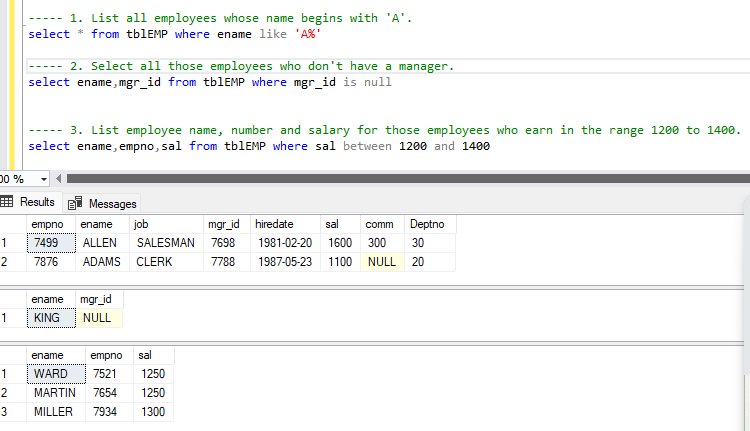 ----- 1. List all employees whose name begins with 'A'.
select * from tblEMP where ename like 'A%'
----- 2. Select all those employees who don't have a manager.
select ename,mgr_id from tblEMP where mgr_id is null
----- 3. List employee name, number and salary for those employees who earn in the range 1200 to 1400.
select ename,empno,sal from tblEMP where sal between 1200 and 1400
00 %
Results Messages
empno ename job mgr_id hiredate sal comm Deptno
1 7499 ALLEN SALESMAN 7698 1981-02-20 1600 300 30
2 7876 ADAMS CLERK 7788 1987-05-23 1100 NULL 20
ename mgr_id
1 KING NULL
ename empno sal
1 WARD 7521 1250
2 MARTIN 7654 1250
3 MILLER 7934 1300